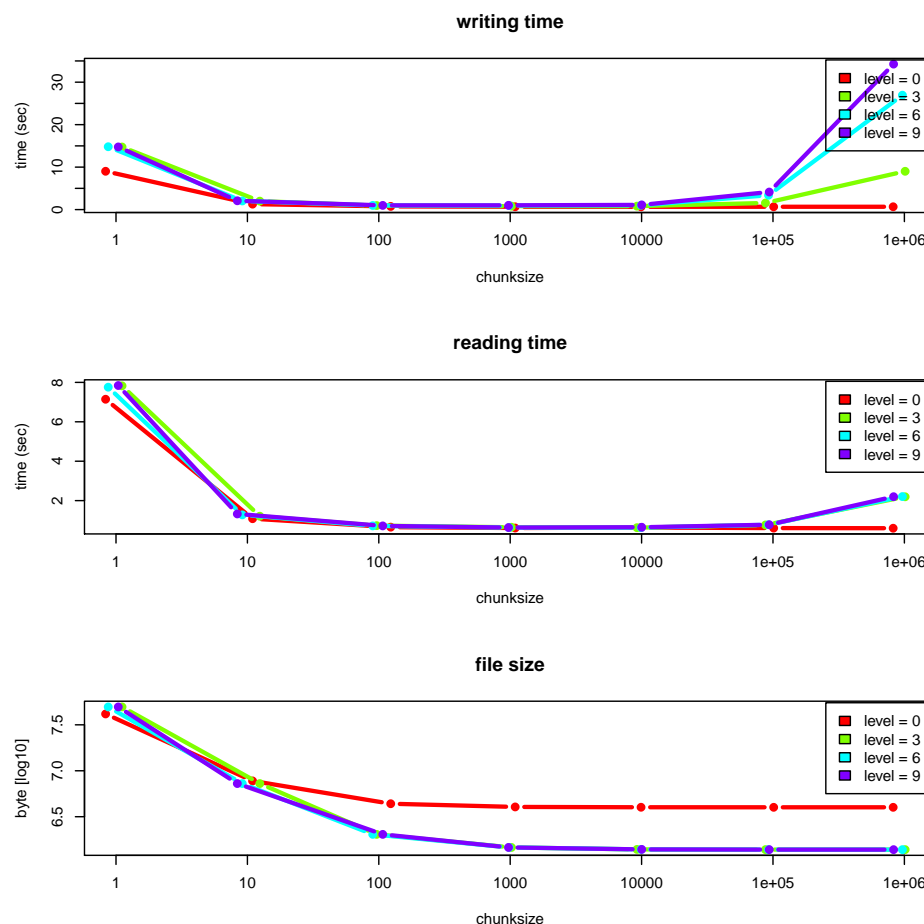 writing time
time (sec)
0
10
20
30
level = 0
level = 3
level = 6
level = 9
1
10
100
1000
10000
1e+05
1e+06
chunksize
reading time
time (sec)
2
4
6
8
level = 0
level = 3
level = 6
level = 9
1
10
100
1000
10000
1e+05
1e+06
chunksize
file size
byte [log10]
6.5
7.0
7.5
level = 0
level = 3
level = 6
level = 9
1
10
100
1000
10000
1e+05
1e+06
chunksize